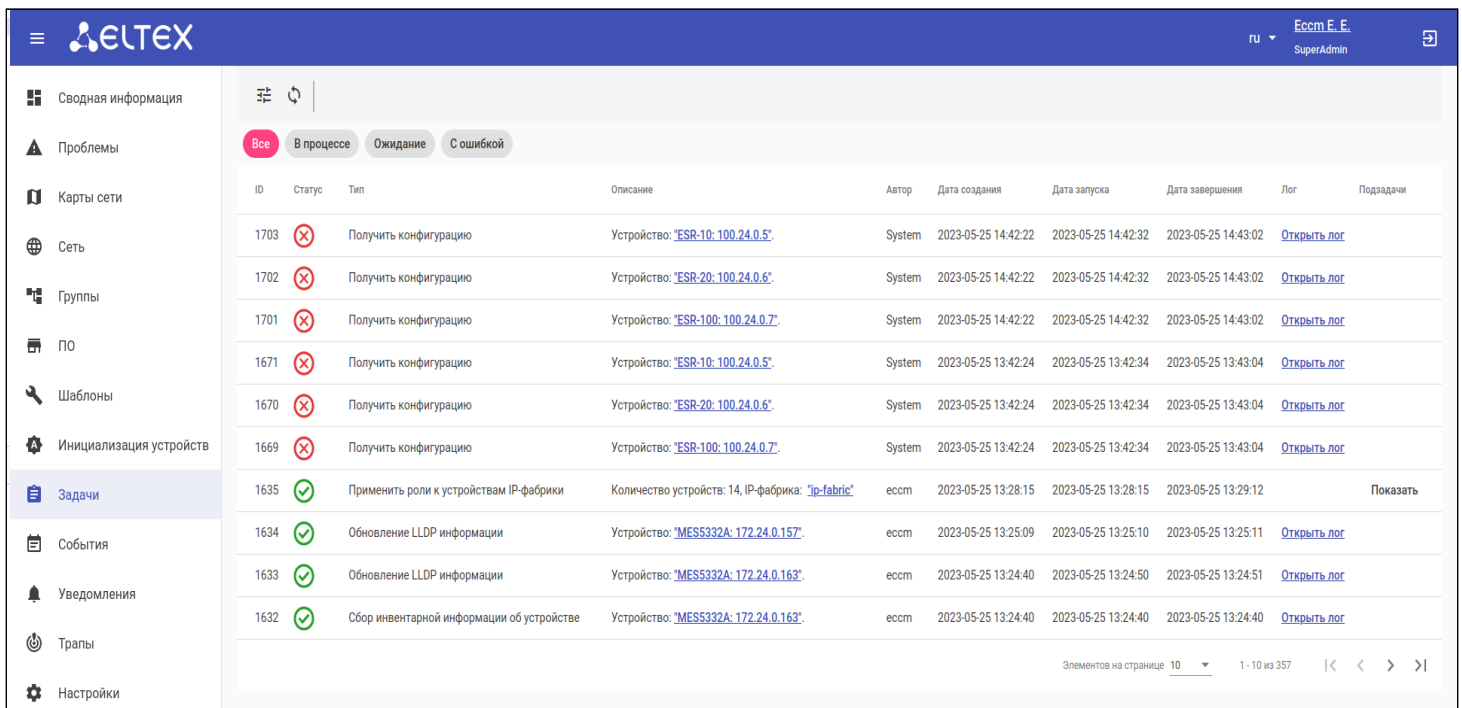 ELTEX
ru
Eccm E. E.
SuperAdmin
Сводная информация
Проблемы
Карты сети
Сеть
Группы
ПО
Шаблоны
Инициализация устройств
Задачи
События
Уведомления
Трапы
Настройки
Все В процессе Ожидание С ошибкой
ID Статус Тип Описание Автор Дата создания Дата запуска Дата завершения Лог Подзадачи
1703 Получить конфигурацию Устройство: "ESR-10: 100.24.0.5". System 2023-05-25 14:42:22 2023-05-25 14:42:32 2023-05-25 14:43:02 Открыть лог
1702 Получить конфигурацию Устройство: "ESR-20: 100.24.0.6". System 2023-05-25 14:42:22 2023-05-25 14:42:32 2023-05-25 14:43:02 Открыть лог
1701 Получить конфигурацию Устройство: "ESR-100: 100.24.0.7". System 2023-05-25 14:42:22 2023-05-25 14:42:32 2023-05-25 14:43:02 Открыть лог
1671 Получить конфигурацию Устройство: "ESR-10: 100.24.0.5". System 2023-05-25 13:42:24 2023-05-25 13:42:34 2023-05-25 13:43:04 Открыть лог
1670 Получить конфигурацию Устройство: "ESR-20: 100.24.0.6". System 2023-05-25 13:42:24 2023-05-25 13:42:34 2023-05-25 13:43:04 Открыть лог
1669 Получить конфигурацию Устройство: "ESR-100: 100.24.0.7". System 2023-05-25 13:42:24 2023-05-25 13:42:34 2023-05-25 13:43:04 Открыть лог
1635 Применить роли к устройствам IP-фабрики Количество устройств: 14, IP-фабрика: "ip-fabric" eccm 2023-05-25 13:28:15 2023-05-25 13:28:15 2023-05-25 13:29:12 Показать
1634 Обновление LLDP информации Устройство: "MES5332A: 172.24.0.157". eccm 2023-05-25 13:25:09 2023-05-25 13:25:10 2023-05-25 13:25:11 Открыть лог
1633 Обновление LLDP информации Устройство: "MES5332A: 172.24.0.163". eccm 2023-05-25 13:24:40 2023-05-25 13:24:50 2023-05-25 13:24:51 Открыть лог
1632 Сбор инвентарной информации об устройстве Устройство: "MES5332A: 172.24.0.163". eccm 2023-05-25 13:24:40 2023-05-25 13:24:40 2023-05-25 13:24:40 Открыть лог
Элементов на странице 10 1 - 10 из 357